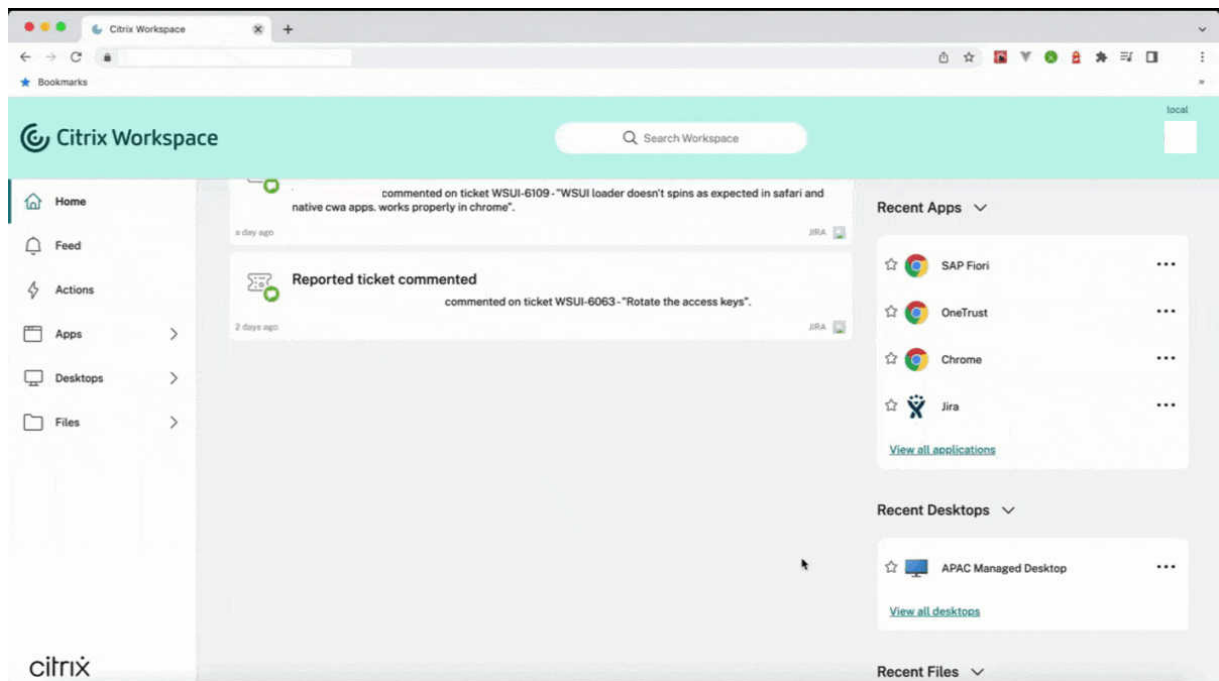 Citrix Workspace
Bookmarks
local
Citrix Workspace
Search Workspace
Home
Feed
Actions
Apps
Desktops
Files
citrix
commented on ticket WSUI-6109-"WSUI loader doesn't spins as expected in safari and
native cwa apps. works properly in chrome".
a day ago
JIRA
Reported ticket commented
commented on ticket WSUI-6063-"Rotate the access keys".
2 days ago
JIRA
Recent Apps
SAP Fiori
OneTrust
Chrome
Jira
View all applications
Recent Desktops
APAC Managed Desktop
View all desktops
Recent Files